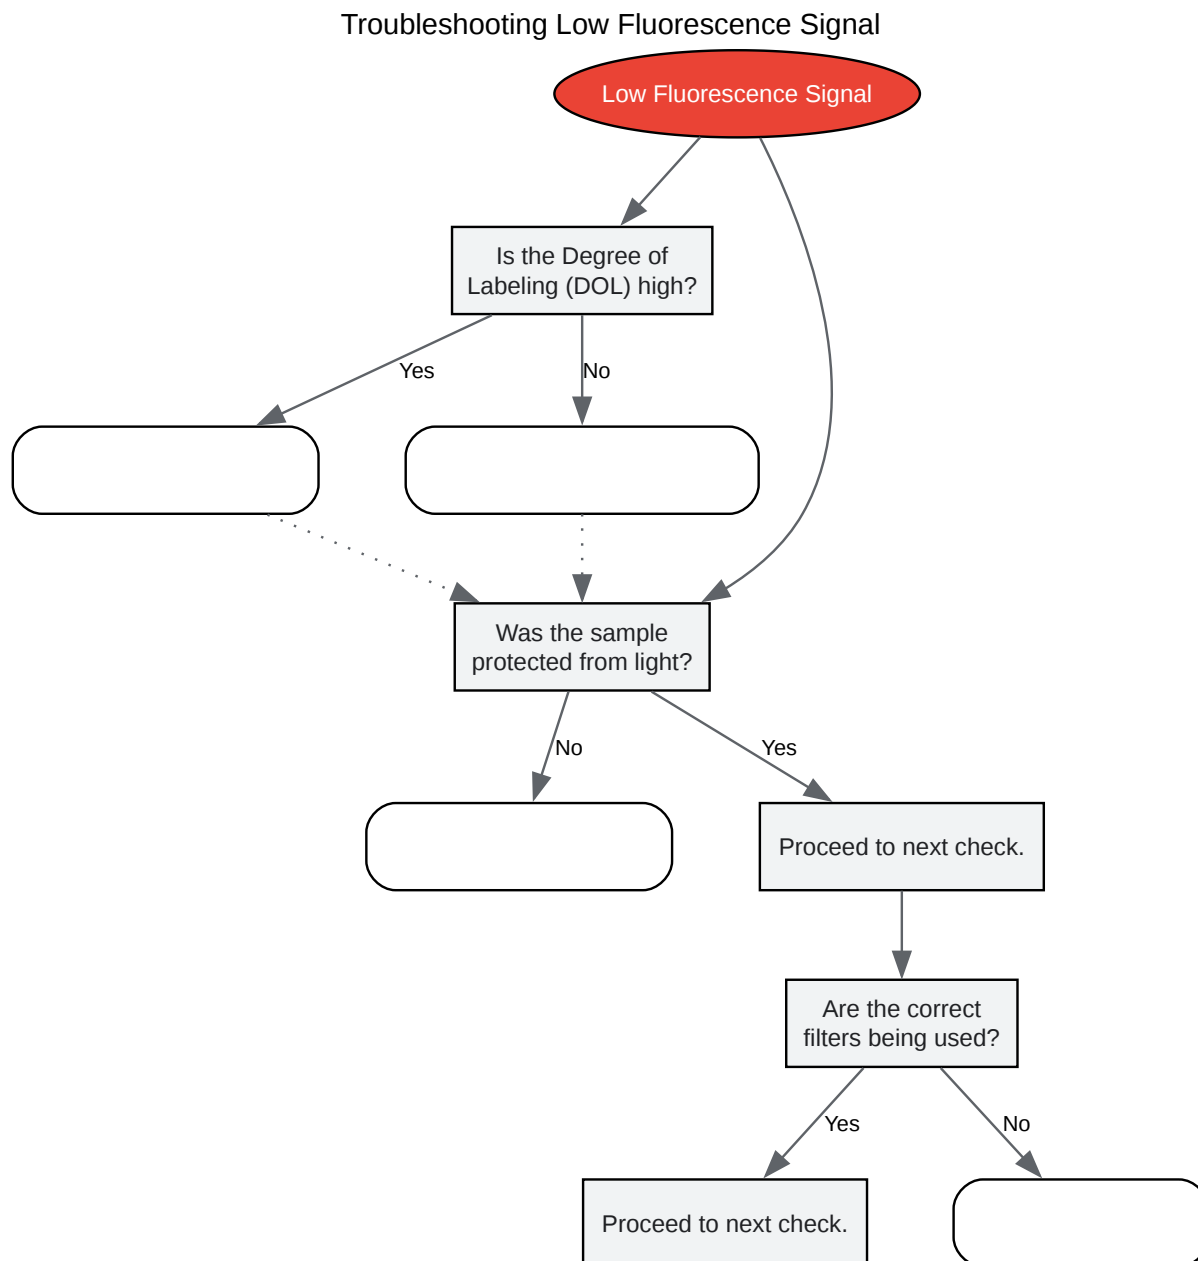 Troubleshooting Low Fluorescence Signal
Low Fluorescence Signal
Is the Degree of
Labeling (DOL) high?
Yes
No
Was the sample
protected from light?
No
Yes
Proceed to next check.
Are the correct
filters being used?
Yes
No
Proceed to next check.